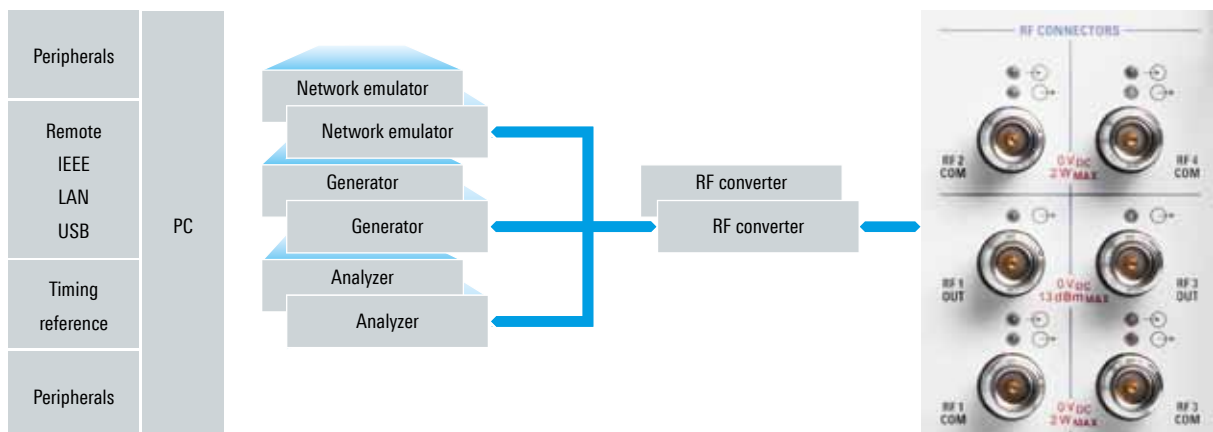 Peripherals
Remote
IEEE
LAN
USB
Timing
reference
Peripherals
PC
Network emulator
Network emulator
Generator
Generator
Analyzer
Analyzer
RF converter
RF converter
RF CONNECTORS
RF 2
COM
0 V DC
2 W MAX
RF 4
COM
RF 1
OUT
0 V DC
13 dBm MAX
RF 3
OUT
RF 1
COM
0 V DC
2 W MAX
RF 3
COM